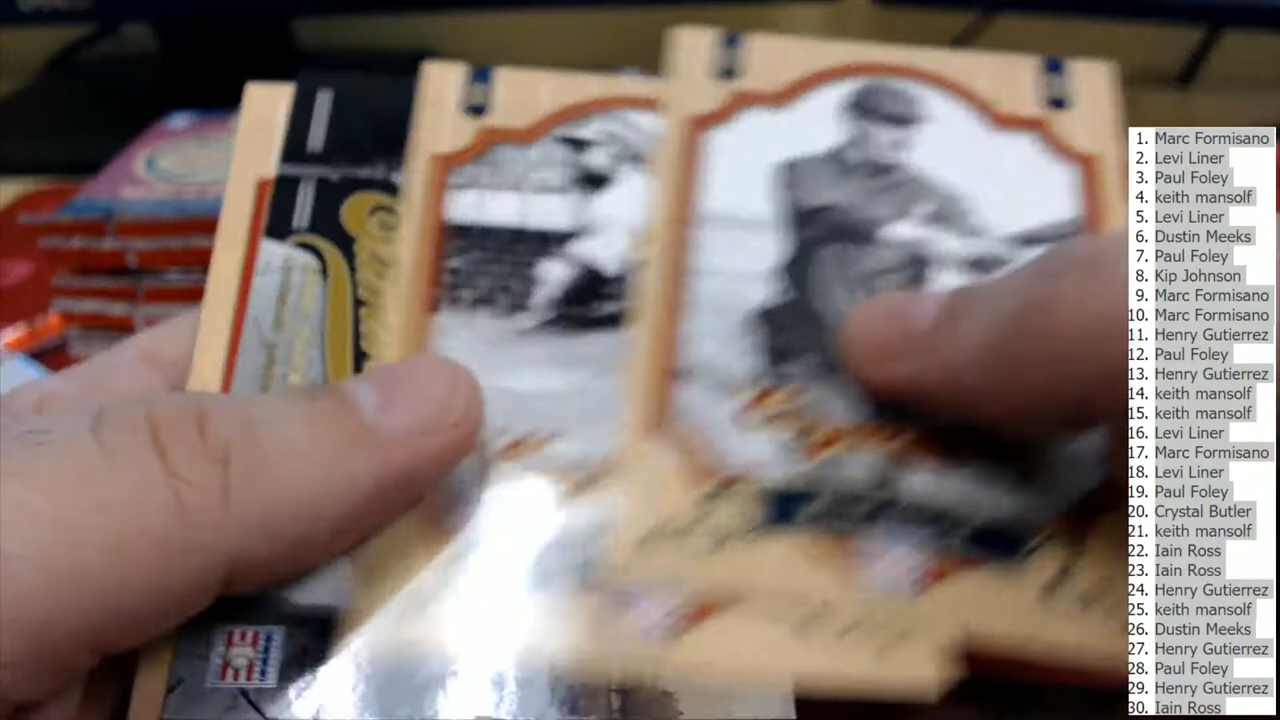 1. Marc Formisano
2. Levi Liner
3. Paul Foley
4. keith mansolf
5. Levi Liner
6. Dustin Meeks
7. Paul Foley
8. Kip Johnson
9. Marc Formisano
10. Marc Formisano
11. Henry Gutierrez
12. Paul Foley
13. Henry Gutierrez
14. keith mansolf
15. keith mansolf
16. Levi Liner
17. Marc Formisano
18. Levi Liner
19. Paul Foley
20. Crystal Butler
21. keith mansolf
22. Iain Ross
23. Iain Ross
24. Henry Gutierrez
25. keith mansolf
26. Dustin Meeks
27. Henry Gutierrez
28. Paul Foley
29. Henry Gutierrez
30. Iain Ross